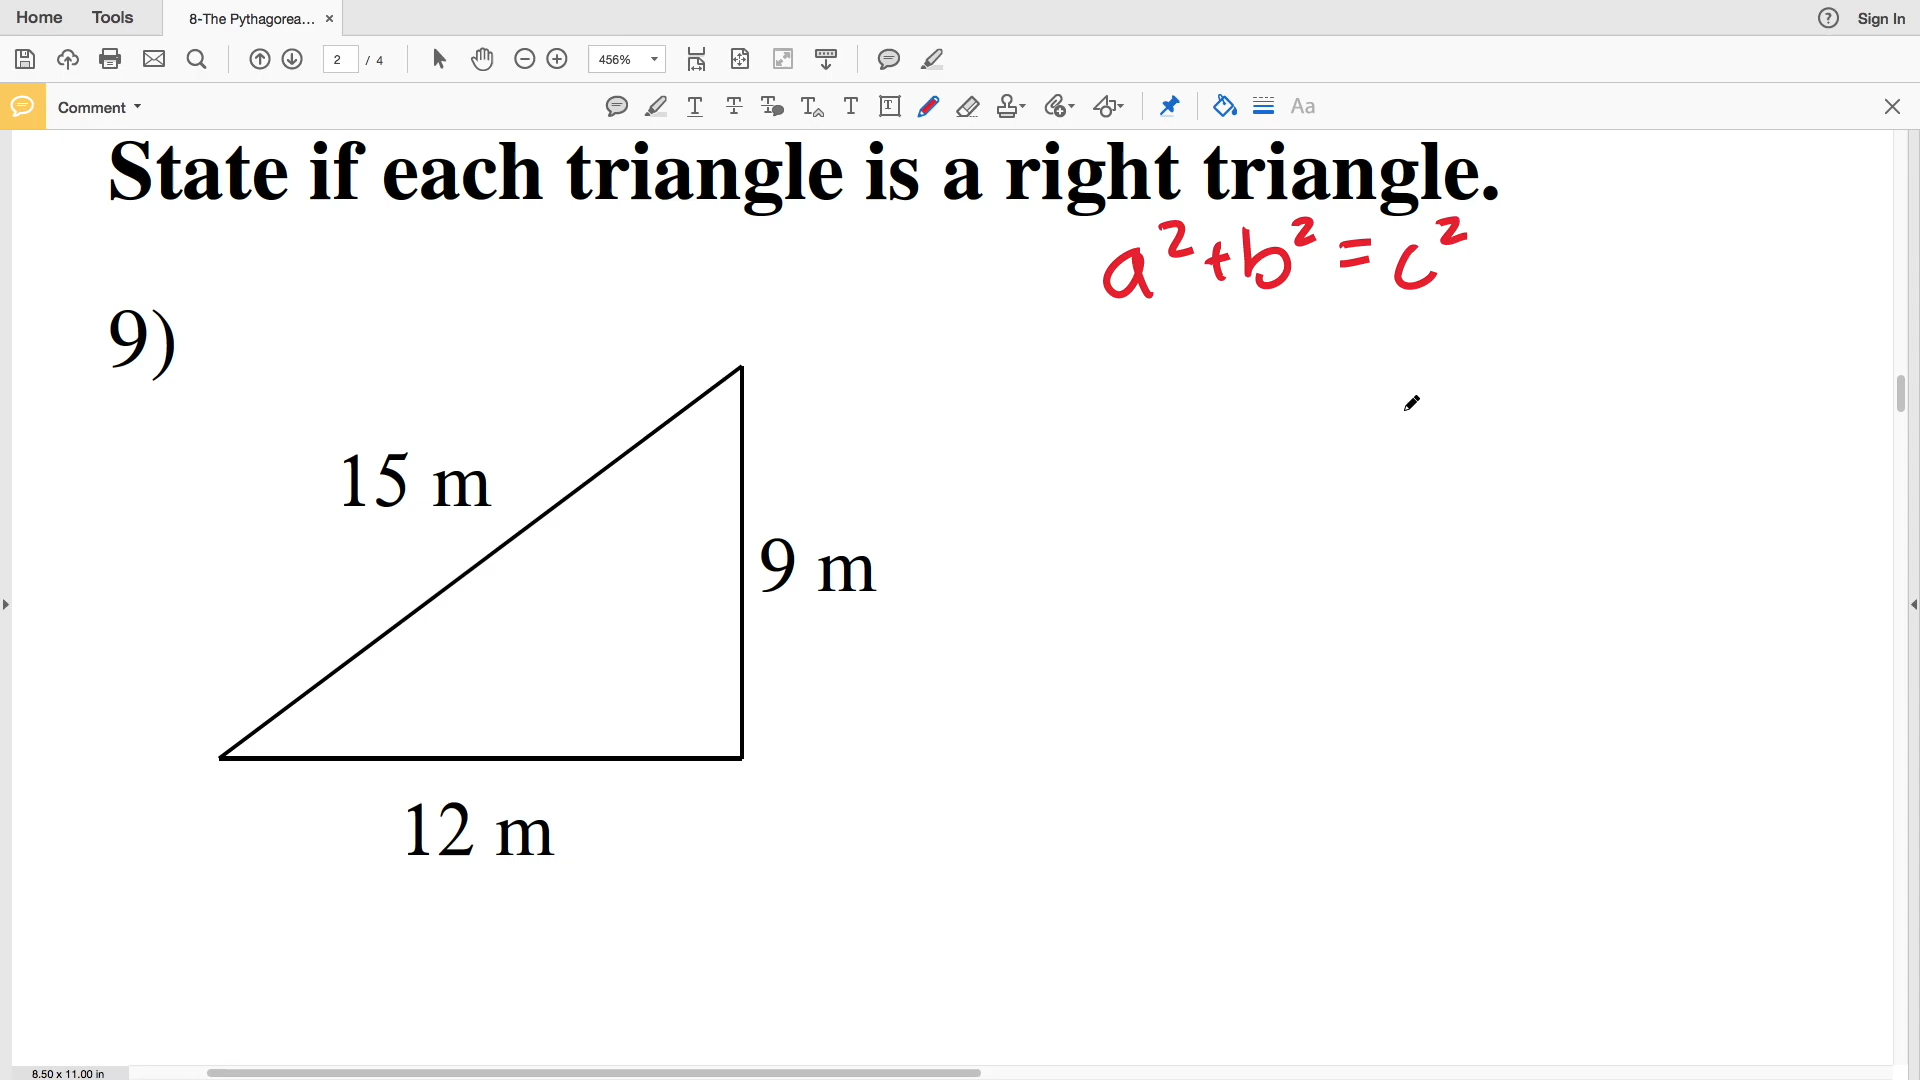 Home Tools 8-The Pythagorea... × ? Sign In
2 / 4 456%
Comment Aa
State if each triangle is a right triangle.
a² + b² = c²
9)
15 m
9 m
12 m
8.50 x 11.00 in